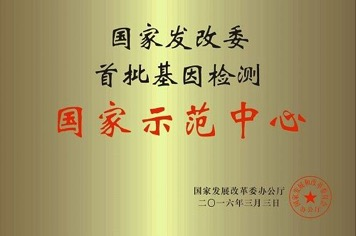 国家发改委
首批基因检测
国家示范中心
国家发展改革委办公厅
二〇一六年三月三日